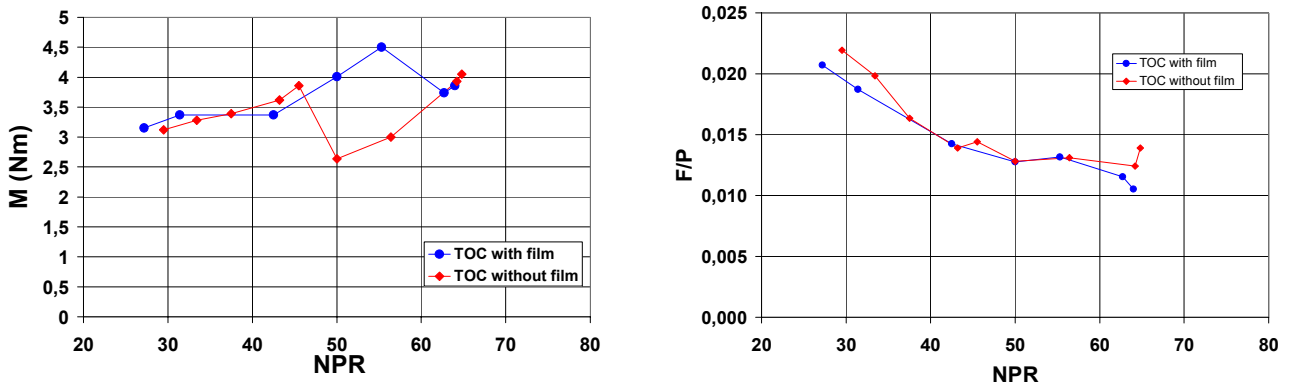 5
4,5
4
3,5
3
2,5
2
1,5
1
0,5
0
M (Nm)
20 30 40 50 60 70 80
NPR
TOC with film
TOC without film
0,025
0,020
0,015
0,010
0,005
0,000
F/P
20 30 40 50 60 70 80
NPR
TOC with film
TOC without film